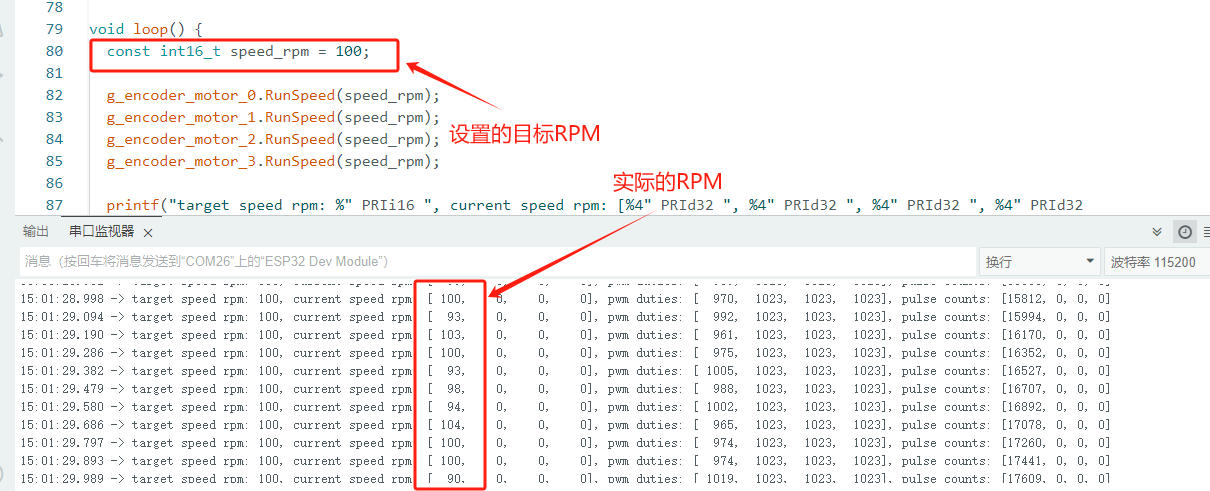 78
79 void loop() {
80 const int16_t speed_rpm = 100;
81
82 g_encoder_motor_0.RunSpeed(speed_rpm);
83 g_encoder_motor_1.RunSpeed(speed_rpm);
84 g_encoder_motor_2.RunSpeed(speed_rpm);
85 g_encoder_motor_3.RunSpeed(speed_rpm);
86
87 printf("target speed rpm: %" PRIi16 ", current speed rpm: [%4" PRId32 ", %4" PRId32 ", %4" PRId32 ", %4" PRId32
设置的目标RPM
实际的RPM
输出 串口监视器 ×
消息（按回车将消息发送到“COM26”上的“ESP32 Dev Module”）
换行
波特率 115200
15:01:28.998 -> target speed rpm: 100, current speed rpm [ 100, 0, 0, 0], pwm duties: [ 970, 1023, 1023, 1023], pulse counts: [15812, 0, 0, 0]
15:01:29.094 -> target speed rpm: 100, current speed rpm [ 93, 0, 0, 0], pwm duties: [ 992, 1023, 1023, 1023], pulse counts: [15994, 0, 0, 0]
15:01:29.190 -> target speed rpm: 100, current speed rpm [ 103, 0, 0, 0], pwm duties: [ 961, 1023, 1023, 1023], pulse counts: [16170, 0, 0, 0]
15:01:29.286 -> target speed rpm: 100, current speed rpm [ 100, 0, 0, 0], pwm duties: [ 975, 1023, 1023, 1023], pulse counts: [16352, 0, 0, 0]
15:01:29.382 -> target speed rpm: 100, current speed rpm [ 93, 0, 0, 0], pwm duties: [ 1005, 1023, 1023, 1023], pulse counts: [16527, 0, 0, 0]
15:01:29.479 -> target speed rpm: 100, current speed rpm [ 98, 0, 0, 0], pwm duties: [ 988, 1023, 1023, 1023], pulse counts: [16707, 0, 0, 0]
15:01:29.580 -> target speed rpm: 100, current speed rpm [ 94, 0, 0, 0], pwm duties: [ 1002, 1023, 1023, 1023], pulse counts: [16892, 0, 0, 0]
15:01:29.686 -> target speed rpm: 100, current speed rpm [ 104, 0, 0, 0], pwm duties: [ 965, 1023, 1023, 1023], pulse counts: [17078, 0, 0, 0]
15:01:29.797 -> target speed rpm: 100, current speed rpm [ 100, 0, 0, 0], pwm duties: [ 974, 1023, 1023, 1023], pulse counts: [17260, 0, 0, 0]
15:01:29.893 -> target speed rpm: 100, current speed rpm [ 100, 0, 0, 0], pwm duties: [ 974, 1023, 1023, 1023], pulse counts: [17441, 0, 0, 0]
15:01:29.989 -> target speed rpm: 100, current speed rpm [ 90, 0, 0, 0], pwm duties: [ 1019, 1023, 1023, 1023], pulse counts: [17609, 0, 0, 0]